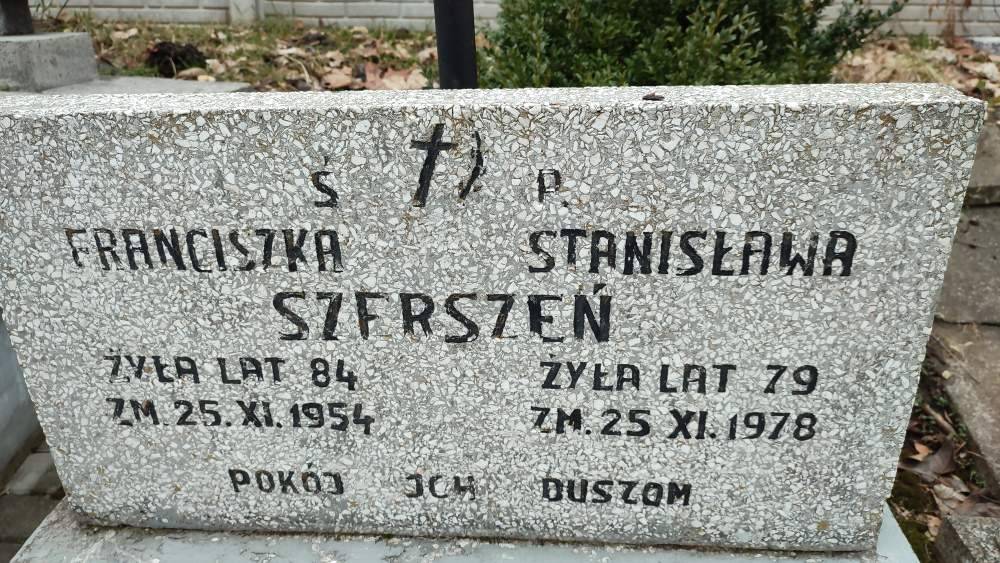 Ś P.
FRANCISZKA STANISŁAWA
SZERSZEŃ
ŻYŁA LAT 84 ŻYŁA LAT 79
ZM. 25. XI. 1954 ZM. 25 XI. 1978
POKÓJ JCH DUSZOM